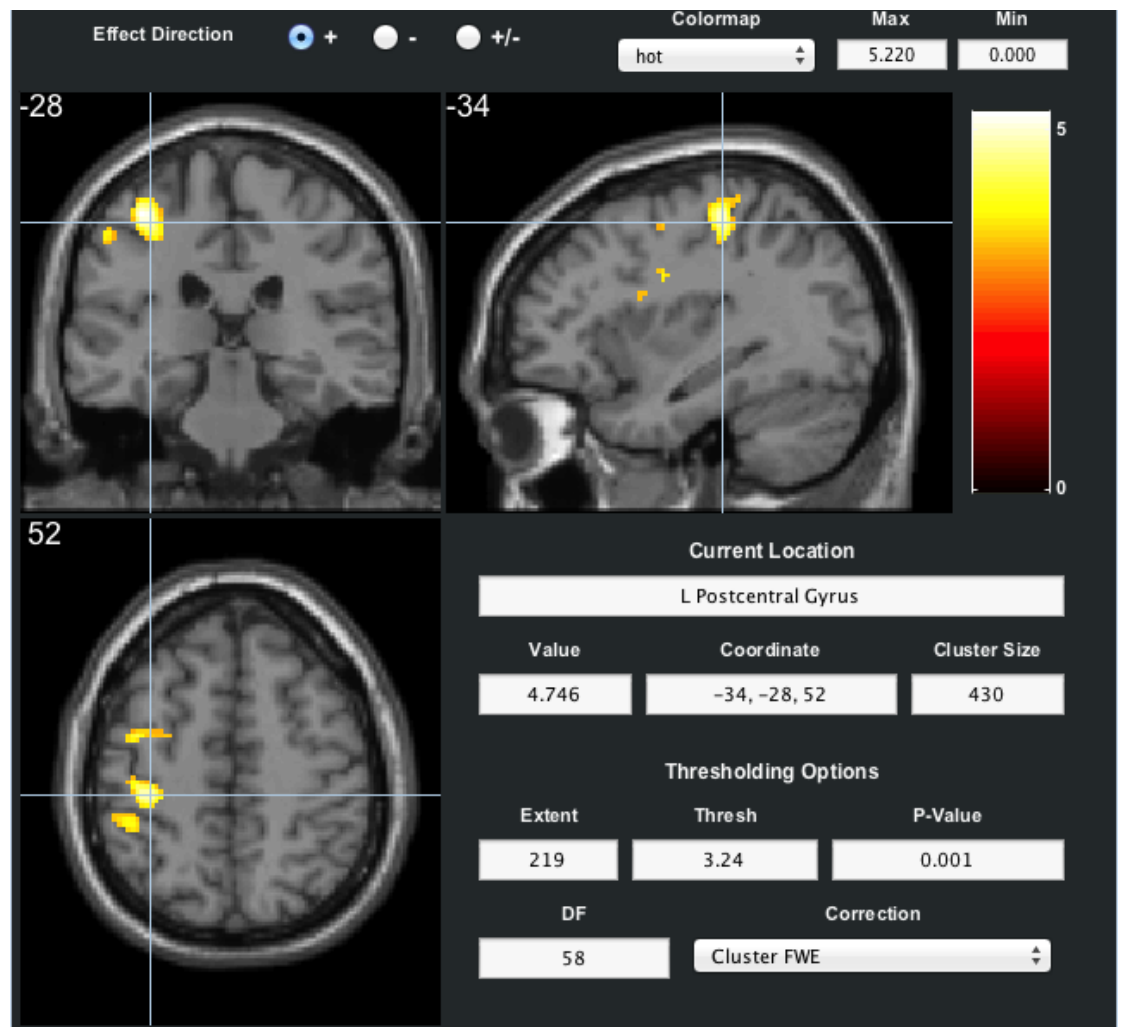 Effect Direction + - +/-
Colormap Max Min
hot 5.220 0.000
-28 -34
5
0
52
Current Location
L Postcentral Gyrus
Value Coordinate Cluster Size
4.746 -34, -28, 52 430
Thresholding Options
Extent Thresh P-Value
219 3.24 0.001
DF Correction
58 Cluster FWE